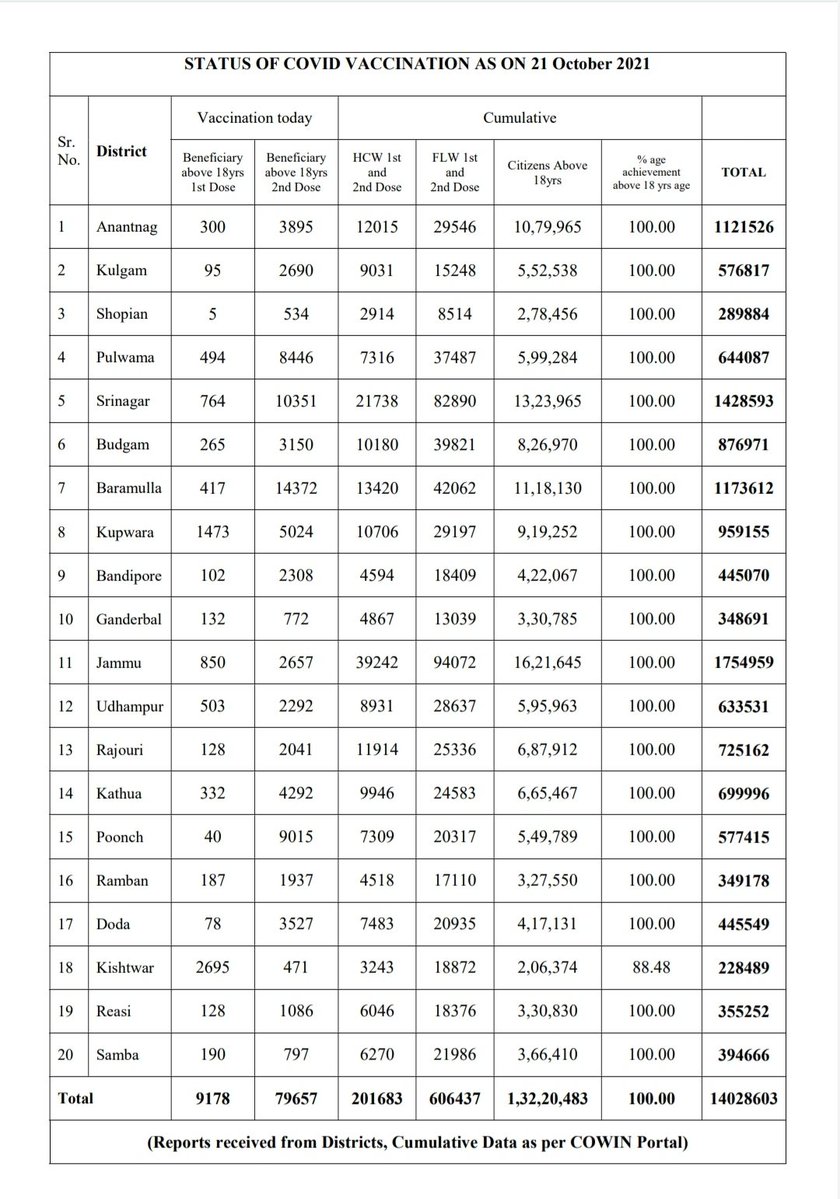 STATUS OF COVID VACCINATION AS ON 21 October 2021
Sr. No. District Vaccination today Cumulative
Beneficiary above 18yrs 1st Dose Beneficiary above 18yrs 2nd Dose HCW 1st and 2nd Dose FLW 1st and 2nd Dose Citizens Above 18yrs % age achievement above 18 yrs age TOTAL
1 Anantnag 300 3895 12015 29546 10,79,965 100.00 1121526
2 Kulgam 95 2690 9031 15248 5,52,538 100.00 576817
3 Shopian 5 534 2914 8514 2,78,456 100.00 289884
4 Pulwama 494 8446 7316 37487 5,99,284 100.00 644087
5 Srinagar 764 10351 21738 82890 13,23,965 100.00 1428593
6 Budgam 265 3150 10180 39821 8,26,970 100.00 876971
7 Baramulla 417 14372 13420 42062 11,18,130 100.00 1173612
8 Kupwara 1473 5024 10706 29197 9,19,252 100.00 959155
9 Bandipore 102 2308 4594 18409 4,22,067 100.00 445070
10 Ganderbal 132 772 4867 13039 3,30,785 100.00 348691
11 Jammu 850 2657 39242 94072 16,21,645 100.00 1754959
12 Udhampur 503 2292 8931 28637 5,95,963 100.00 633531
13 Rajouri 128 2041 11914 25336 6,87,912 100.00 725162
14 Kathua 332 4292 9946 24583 6,65,467 100.00 699996
15 Poonch 40 9015 7309 20317 5,49,789 100.00 577415
16 Ramban 187 1937 4518 17110 3,27,550 100.00 349178
17 Doda 78 3527 7483 20935 4,17,131 100.00 445549
18 Kishtwar 2695 471 3243 18872 2,06,374 88.48 228489
19 Reasi 128 1086 6046 18376 3,30,830 100.00 355252
20 Samba 190 797 6270 21986 3,66,410 100.00 394666
Total 9178 79657 201683 606437 1,32,20,483 100.00 14028603
(Reports received from Districts, Cumulative Data as per COWIN Portal)